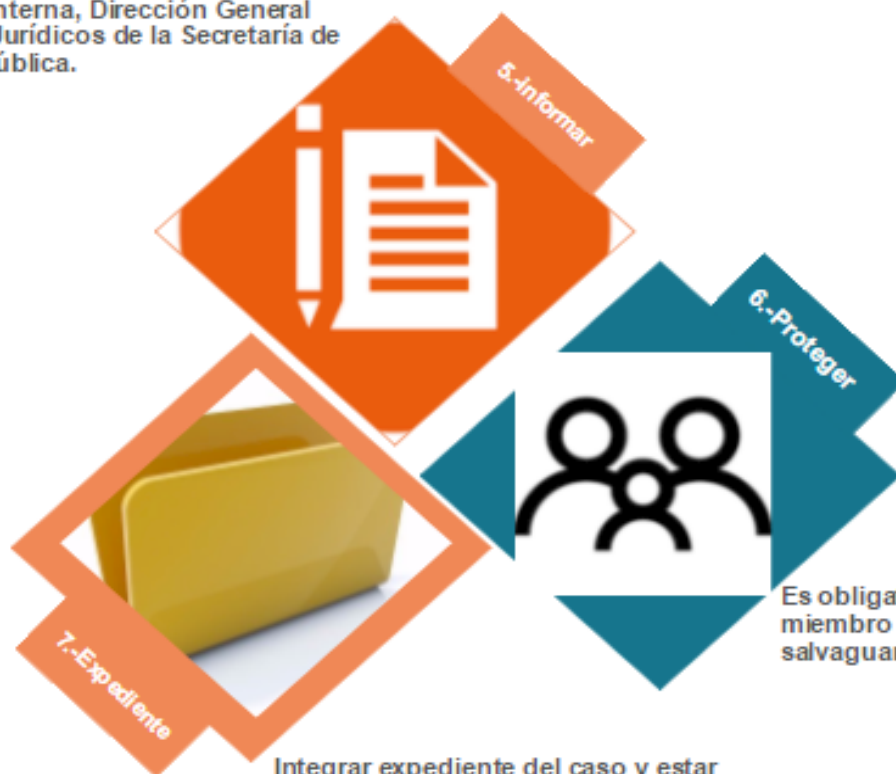 nterna, Dirección General
Jurídicos de la Secretaría de
ública.
5.-Informar
6.-Proteger
Es obliga
miembro
salvaguar
7.-Expediente
Integrar expediente del caso y estar